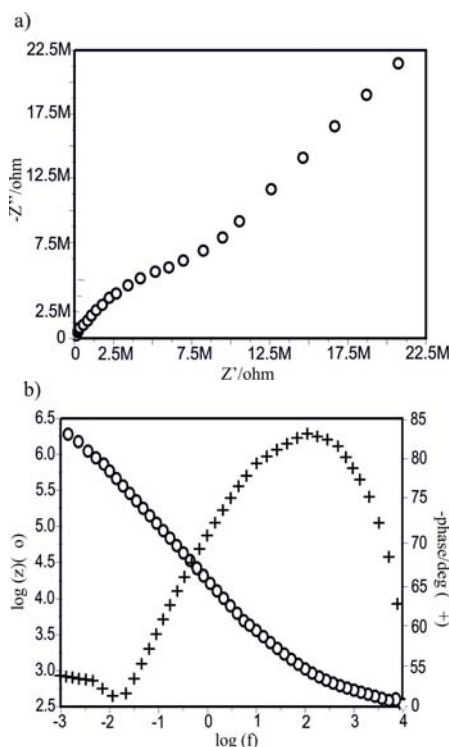 a)
22.5M
17.5M
12.5M
7.5M
2.5M
0
-Z''/ohm
0 2.5M 7.5M 12.5M 17.5M 22.5M
Z'/ohm
b)
6.5
6.0
5.5
5.0
4.5
4.0
3.5
3.0
2.5
log (z)( o)
85
80
75
70
65
60
55
0
-phase/deg ( +)
-3 -2 -1 0 1 2 3 4
log (f)